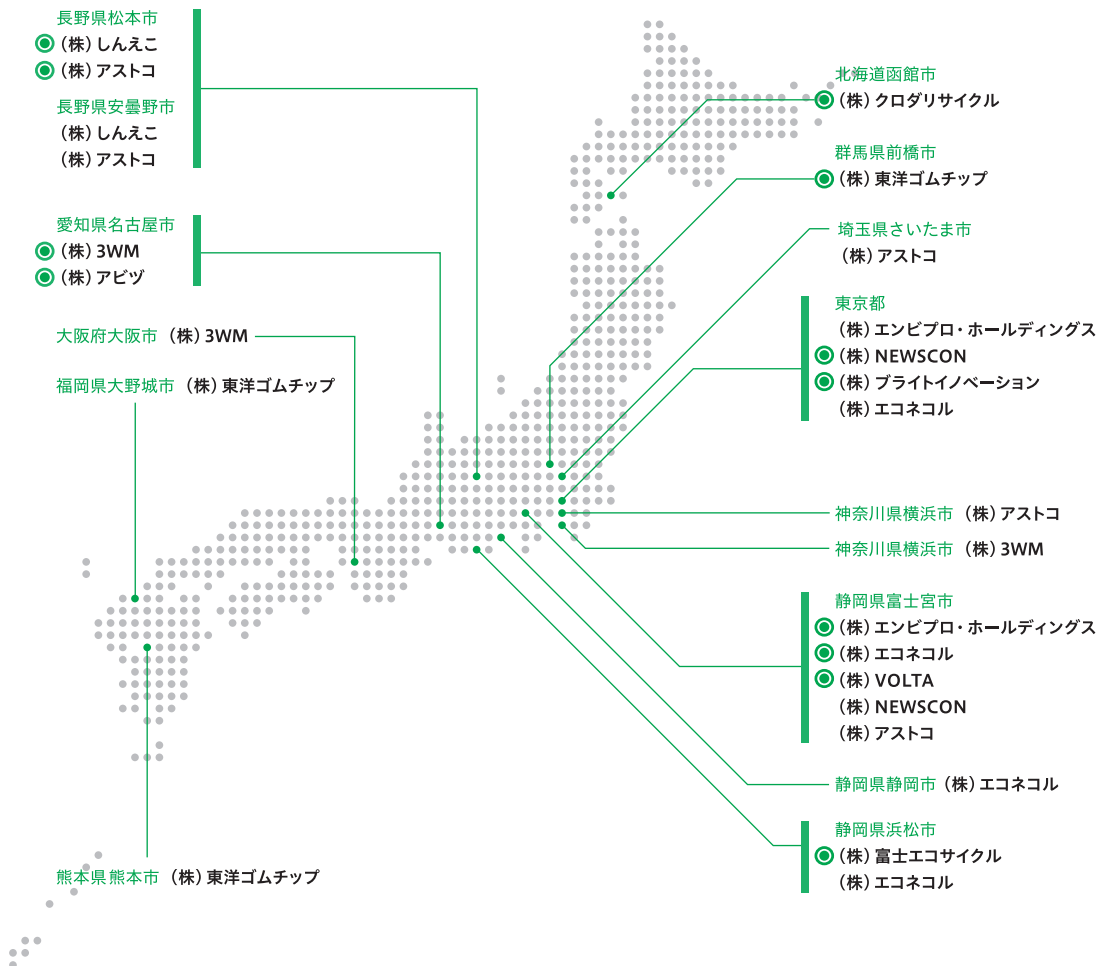 長野県松本市
(株)しんえこ
(株)アストコ
長野県安曇野市
(株)しんえこ
(株)アストコ
愛知県名古屋市
(株)3WM
(株)アビヅ
大阪府大阪市 (株)3WM
福岡県大野城市 (株)東洋ゴムチップ
熊本県熊本市 (株)東洋ゴムチップ
北海道函館市
(株)クロダリサイクル
群馬県前橋市
(株)東洋ゴムチップ
埼玉県さいたま市
(株)アストコ
東京都
(株)エンビプロ・ホールディングス
(株)NEWSCON
(株)ブライトイノベーション
(株)エコネコル
神奈川県横浜市 (株)アストコ
神奈川県横浜市 (株)3WM
静岡県富士宮市
(株)エンビプロ・ホールディングス
(株)エコネコル
(株)VOLTA
(株)NEWSCON
(株)アストコ
静岡県静岡市 (株)エコネコル
静岡県浜松市
(株)富士エコサイクル
(株)エコネコル